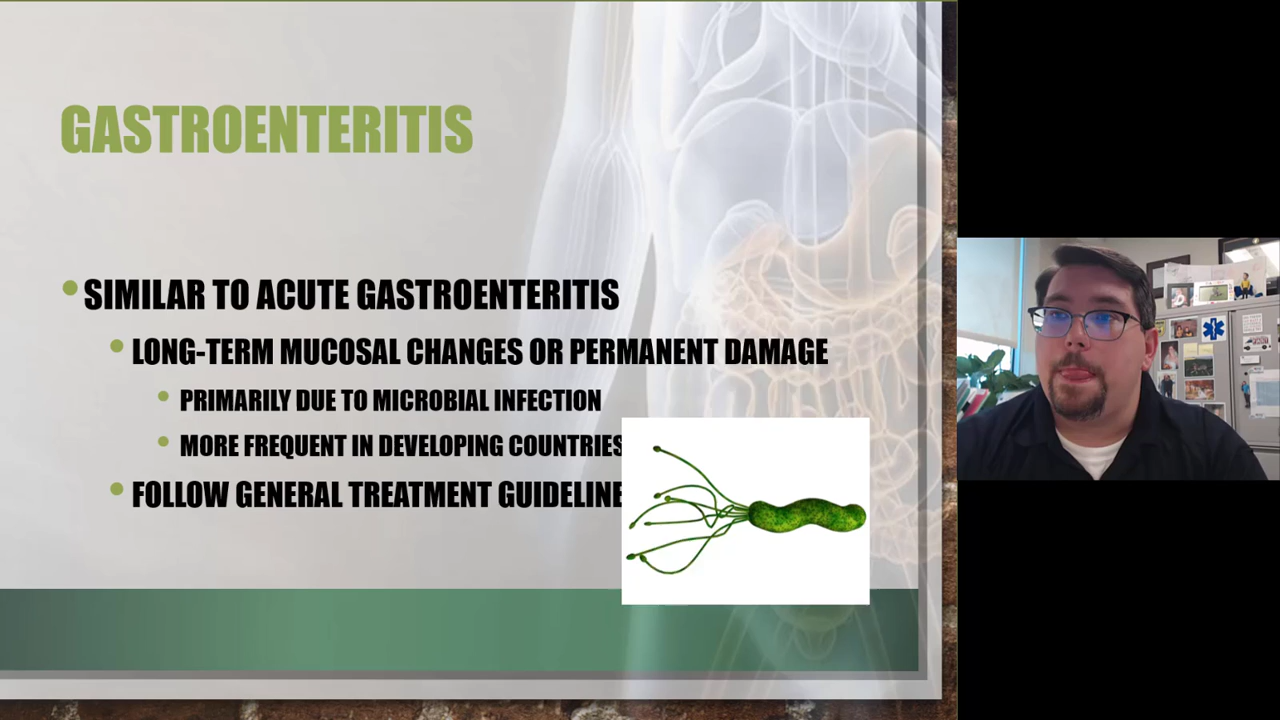 GASTROENTERITIS
SIMILAR TO ACUTE GASTROENTERITIS
LONG-TERM MUCOSAL CHANGES OR PERMANENT DAMAGE
PRIMARILY DUE TO MICROBIAL INFECTION
MORE FREQUENT IN DEVELOPING COUNTRIES
FOLLOW GENERAL TREATMENT GUIDELINE